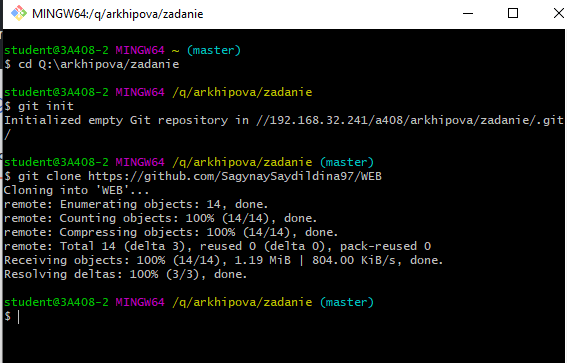 MINGW64:/q/arkhipova/zadanie
student@3A408-2 MINGW64 ~ (master)
$ cd Q:\arkhipova/zadanie
student@3A408-2 MINGW64 /q/arkhipova/zadanie
$ git init
Initialized empty Git repository in //192.168.32.241/a408/arkhipova/zadanie/.git
/
student@3A408-2 MINGW64 /q/arkhipova/zadanie (master)
$ git clone https://github.com/SagynaySaydildina97/WEB
Cloning into 'WEB'...
remote: Enumerating objects: 14, done.
remote: Counting objects: 100% (14/14), done.
remote: Compressing objects: 100% (14/14), done.
remote: Total 14 (delta 3), reused 0 (delta 0), pack-reused 0
Receiving objects: 100% (14/14), 1.19 MiB | 804.00 KiB/s, done.
Resolving deltas: 100% (3/3), done.
student@3A408-2 MINGW64 /q/arkhipova/zadanie (master)
$